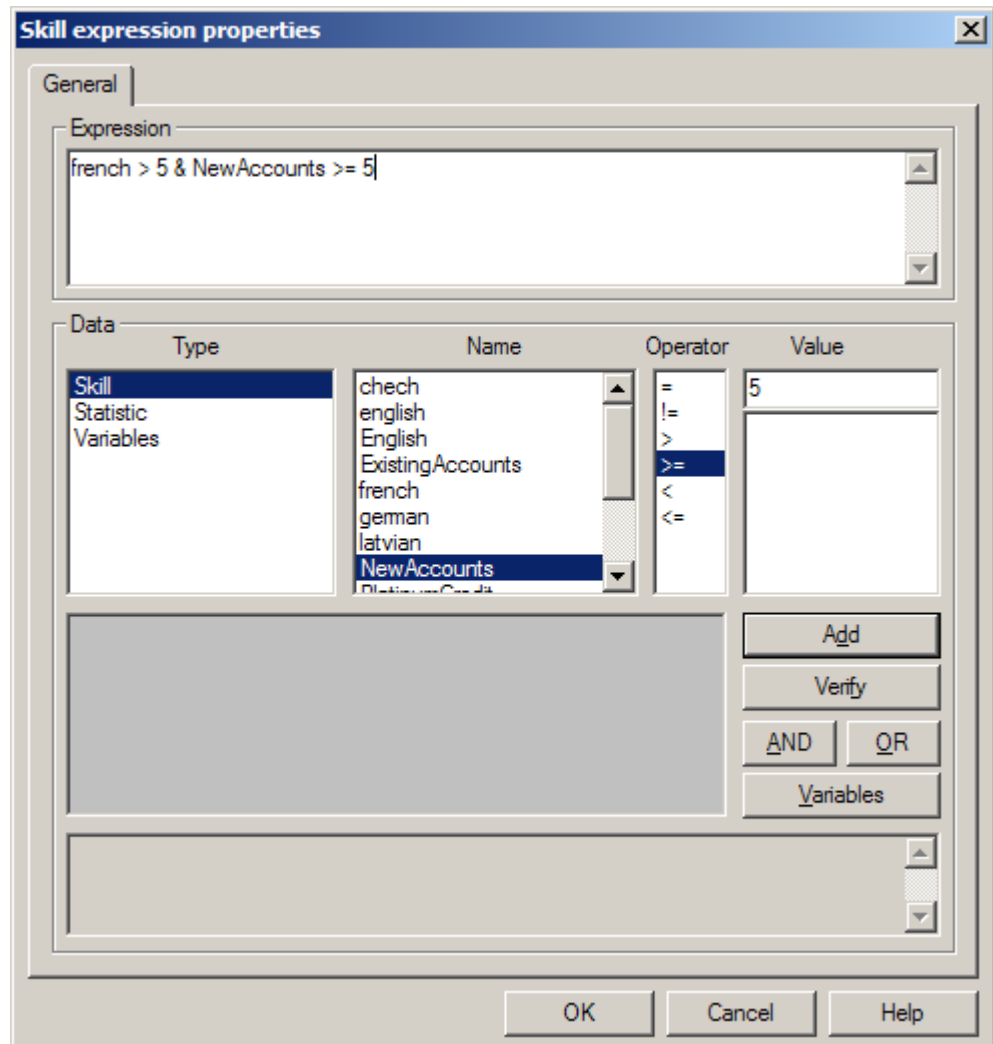 Skill expression properties
General
Expression
french > 5 & NewAccounts >= 5
Data
Type Name Operator Value
Skill
Statistic
Variables
chech
english
English
ExistingAccounts
french
german
latvian
NewAccounts
PlatinumCredit
=
!=
>
>=
<
<=
5
Add
Verify
AND OR
Variables
OK Cancel Help